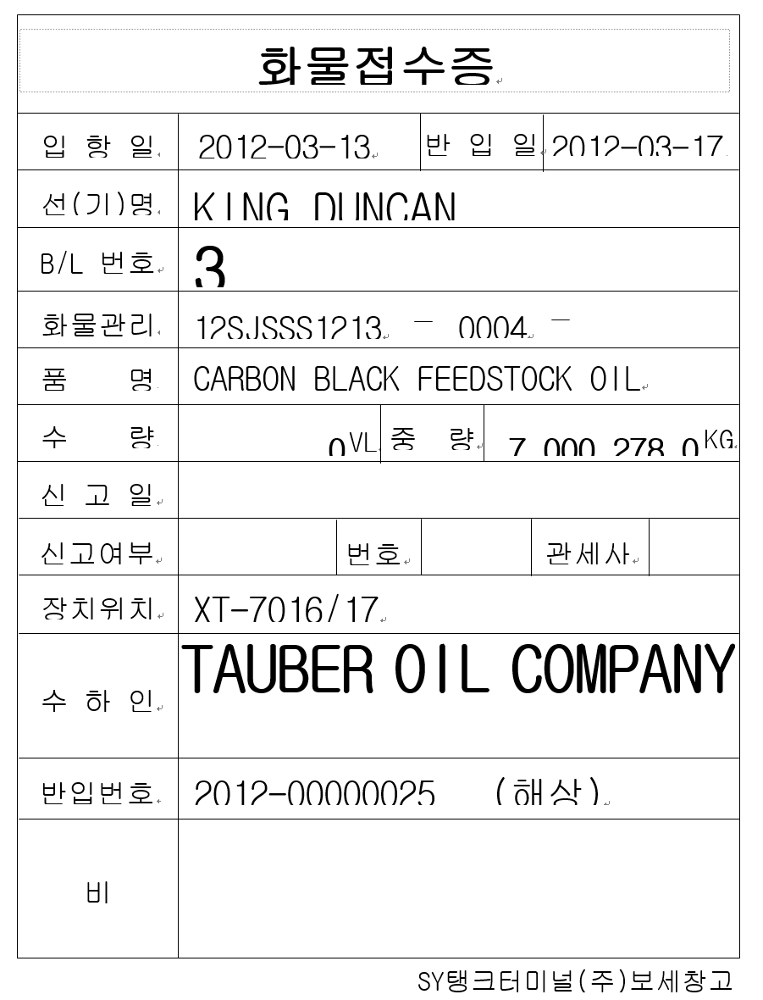 화물접수증
입 항 일 2012-03-13 반 입 일 2012-03-17
선(기)명 KING DUNCAN
B/L 번호 3
화물관리 12SJSSS1213 - 0004 -
품 명 CARBON BLACK FEEDSTOCK OIL
수 량 0 VL 중 량 7,000,278.0 KG
신 고 일
신고여부 번호 관세사
장치위치 XT-7016/17
수 하 인 TAUBER OIL COMPANY
반입번호 2012-00000025 (해상)
비
SY탱크터미널(주)보세창고